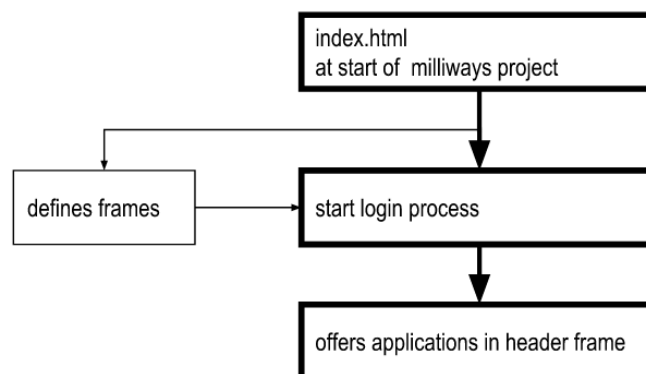 index.html
at start of milliways project
defines frames
start login process
offers applications in header frame